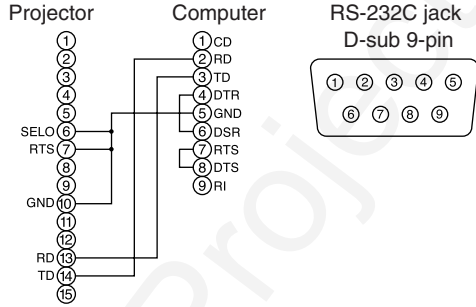 Projector
Computer
RS-232C jack
D-sub 9-pin
1
2
3
4
5
SELO 6
RTS 7
8
9
GND 10
11
12
RD 13
TD 14
15
1 CD
2 RD
3 TD
4 DTR
5 GND
6 DSR
7 RTS
8 DTS
9 RI
1 2 3 4 5
6 7 8 9
Project